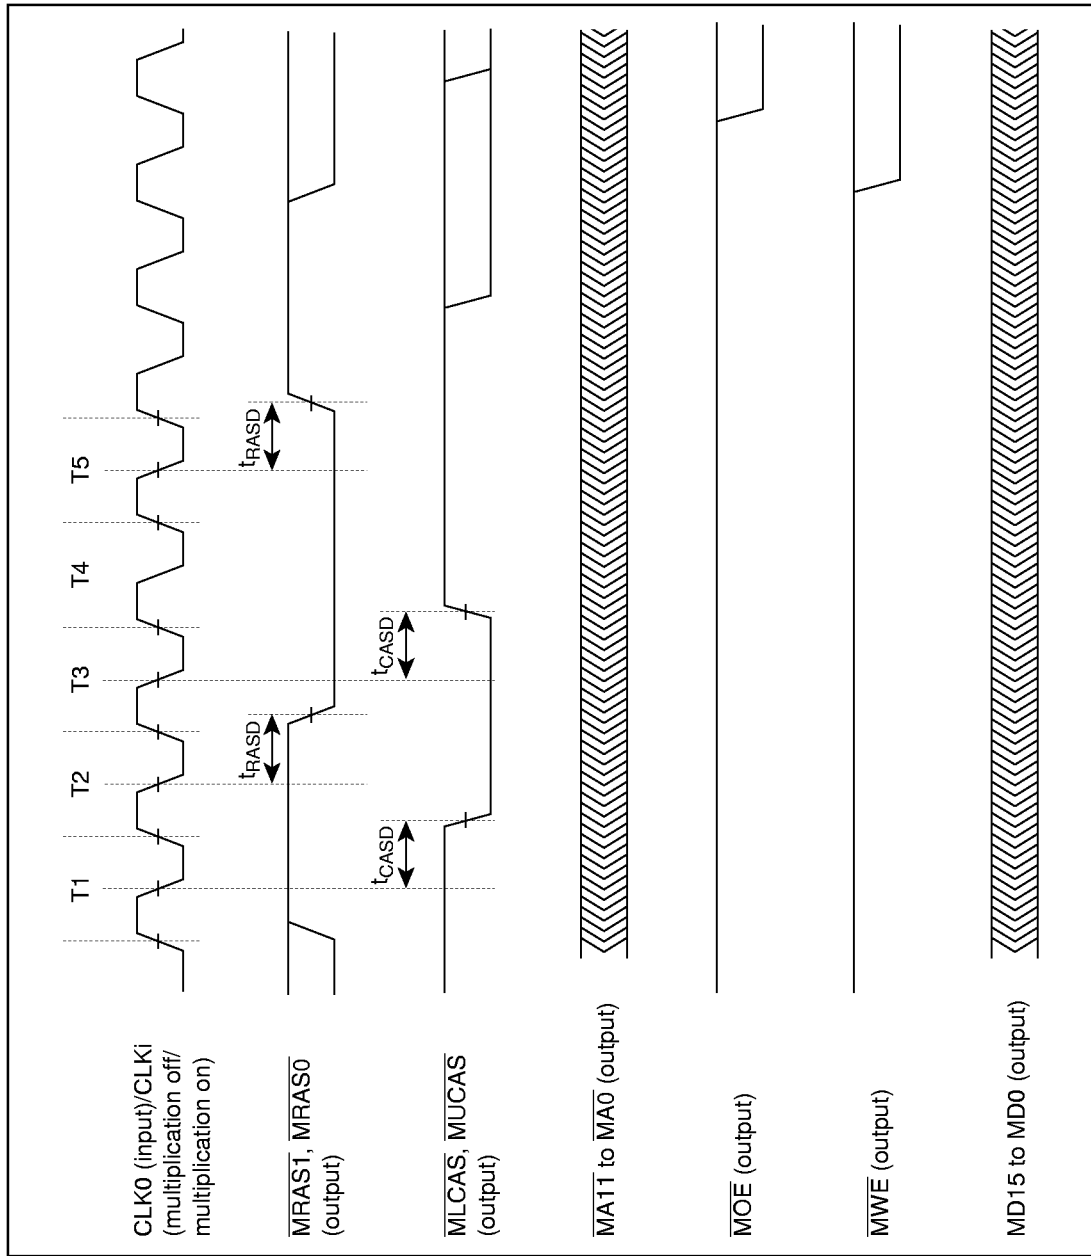 T1 T2 T3 T4 T5
CLK0 (input)/CLKi
(multiplication off/
multiplication on)
tRASD tRASD
MRAS1, MRAS0
(output)
tCASD tCASD
MLCAS, MUCAS
(output)
MA11 to MA0 (output)
MOE (output)
MWE (output)
MD15 to MD0 (output)